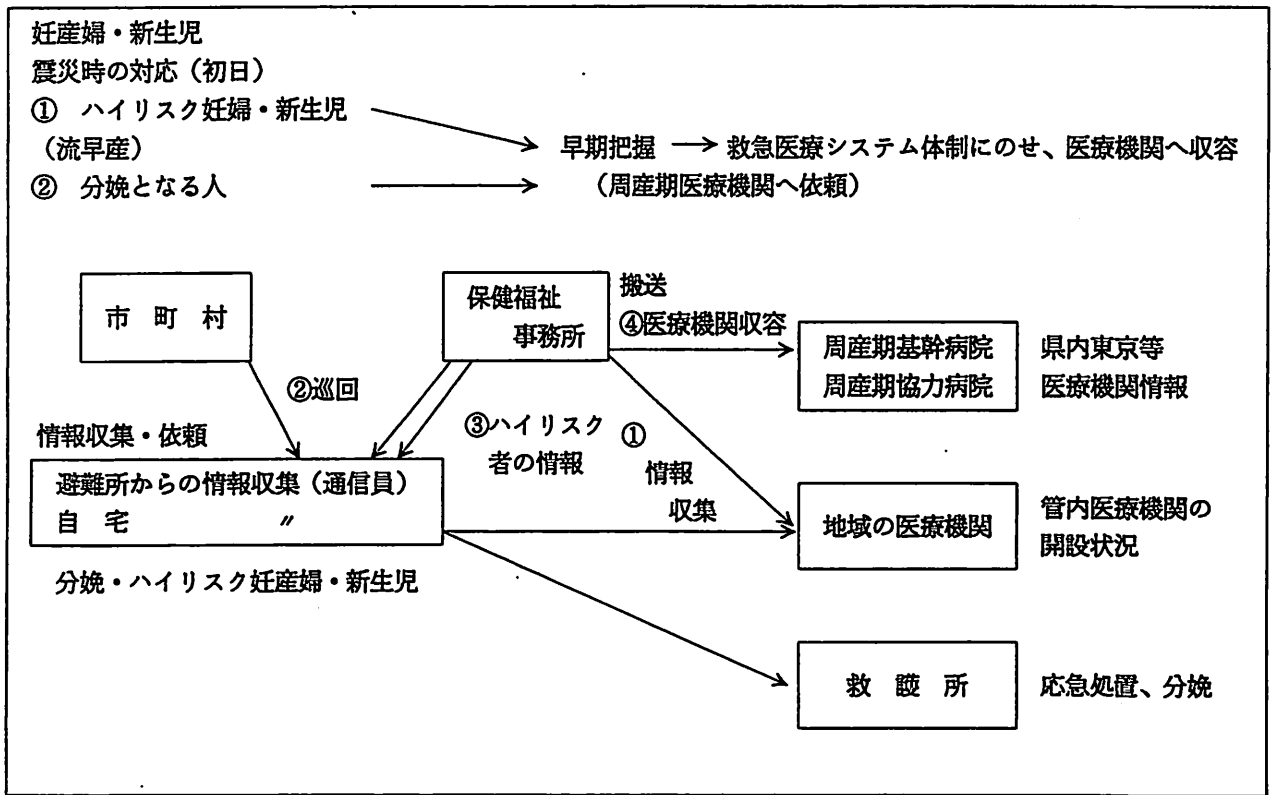 妊産婦・新生児
震災時の対応（初日）
① ハイリスク妊婦・新生児
（流早産）
早期把握 → 救急医療システム体制にのせ、医療機関へ収容
② 分娩となる人
（周産期医療機関へ依頼）
市 町 村
保健福祉
事務所
搬送
④医療機関収容
周産期基幹病院
周産期協力病院
県内東京等
医療機関情報
②巡回
③ハイリスク
者の情報
①
情報
収集
情報収集・依頼
避難所からの情報収集（通信員）
自 宅 〃
地域の医療機関
管内医療機関の
開設状況
分娩・ハイリスク妊産婦・新生児
救 護 所
応急処置、分娩